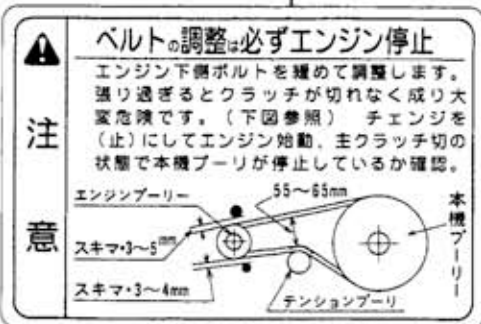 注意
ベルトの調整は必ずエンジン停止
エンジン下側ボルトを緩めて調整します。
張り過ぎるとクラッチが切れなく成り大
変危険です。(下図参照) チェンジを
(止)にしてエンジン始動、主クラッチ切の
状態で本機プーリが停止しているか確認。
エンジンプーリー
55~65mm
本機プーリー
スキマ・3~5mm
スキマ・3~4mm
テンションプーリ